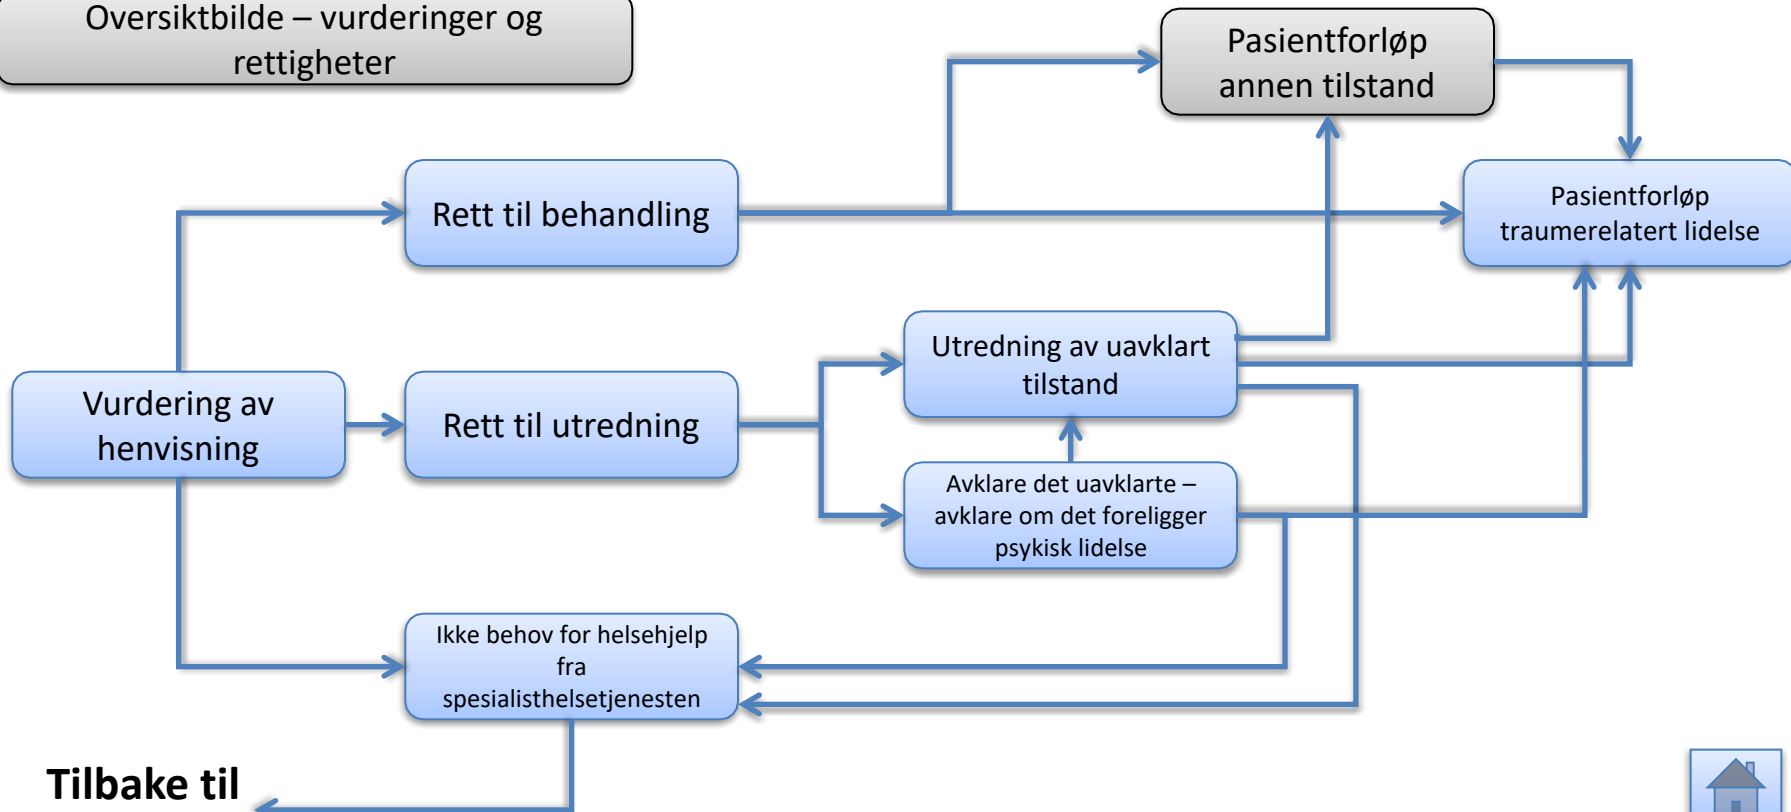 Oversiktbilde – vurderinger og
rettigheter
Pasientforløp
annen tilstand
Rett til behandling
Pasientforløp
traumerelatert lidelse
Utredning av uavklart
tilstand
Vurdering av
henvisning
Rett til utredning
Avklare det uavklarte –
avklare om det foreligger
psykisk lidelse
Ikke behov for helsehjelp
fra
spesialisthelsetjenesten
Tilbake til